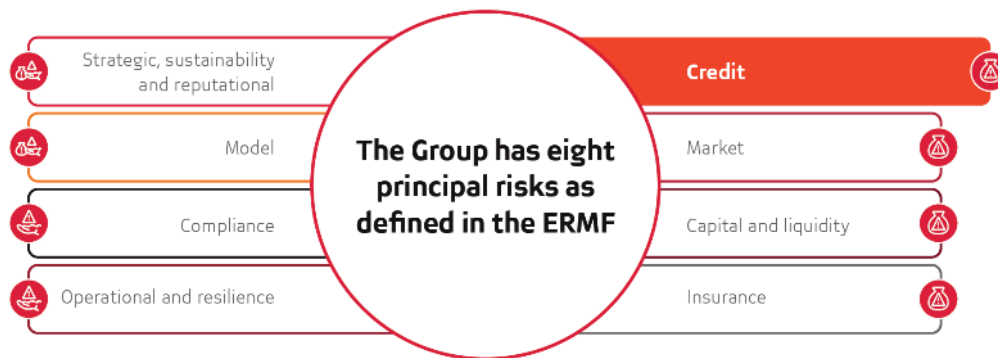 Strategic, sustainability
and reputational
Model
Compliance
Operational and resilience
The Group has eight
principal risks as
defined in the ERMF
Credit
Market
Capital and liquidity
Insurance